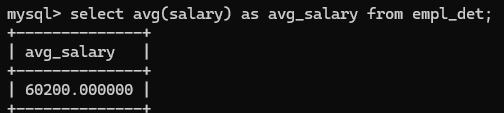 mysql> select avg(salary) as avg_salary from empl_det;
+--------------+
| avg_salary   |
+--------------+
| 60200.000000 |
+--------------+